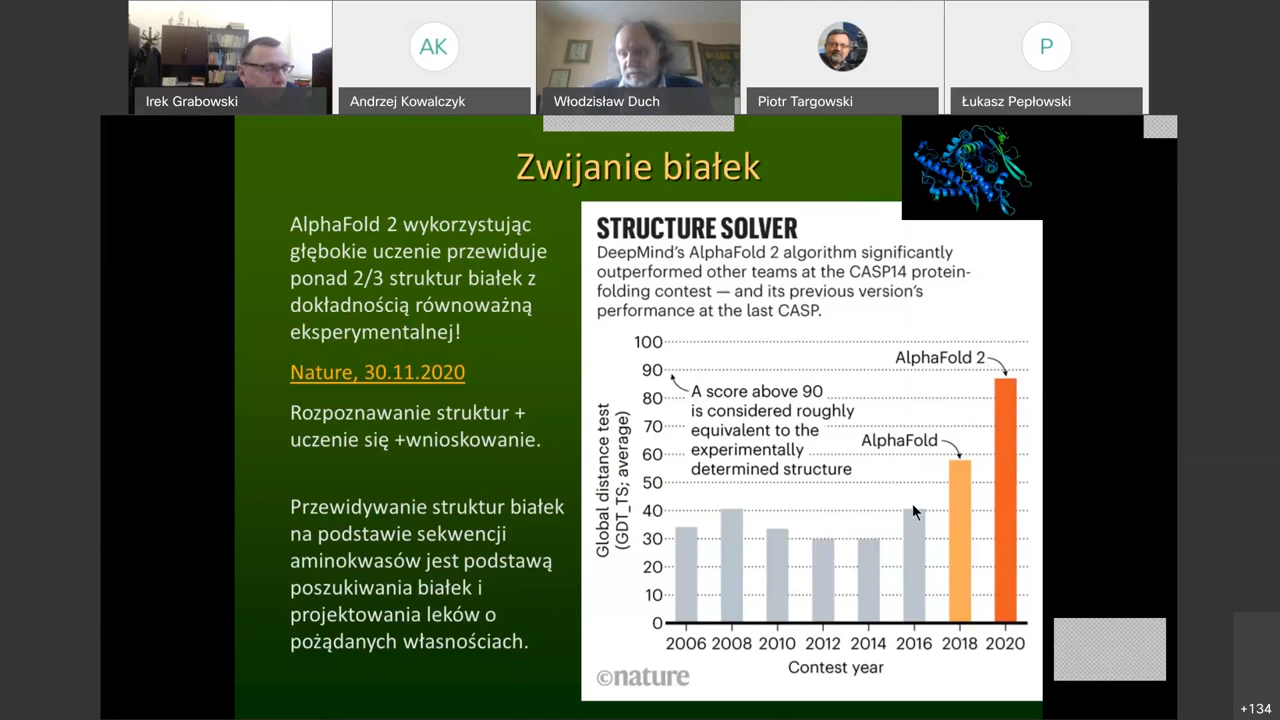 AK
P
Irek Grabowski
Andrzej Kowalczyk
Włodzisław Duch
Piotr Targowski
Łukasz Pepłowski
Zwijanie białek
AlphaFold 2 wykorzystując
głębokie uczenie przewiduje
ponad 2/3 struktur białek z
dokładnością równoważną
eksperymentalnej!
Nature, 30.11.2020
Rozpoznawanie struktur +
uczenie się +wnioskowanie.
Przewidywanie struktur białek
na podstawie sekwencji
aminokwasów jest podstawą
poszukiwania białek i
projektowania leków o
pożądanych własnościach.
STRUCTURE SOLVER
DeepMind's AlphaFold 2 algorithm significantly
outperformed other teams at the CASP14 protein-
folding contest — and its previous version's
performance at the last CASP.
Global distance test
(GDT_TS; average)
100
90
80
70
60
50
40
30
20
10
0
A score above 90
is considered roughly
equivalent to the
experimentally
determined structure
AlphaFold
AlphaFold 2
2006 2008 2010 2012 2014 2016 2018 2020
Contest year
©nature
+134